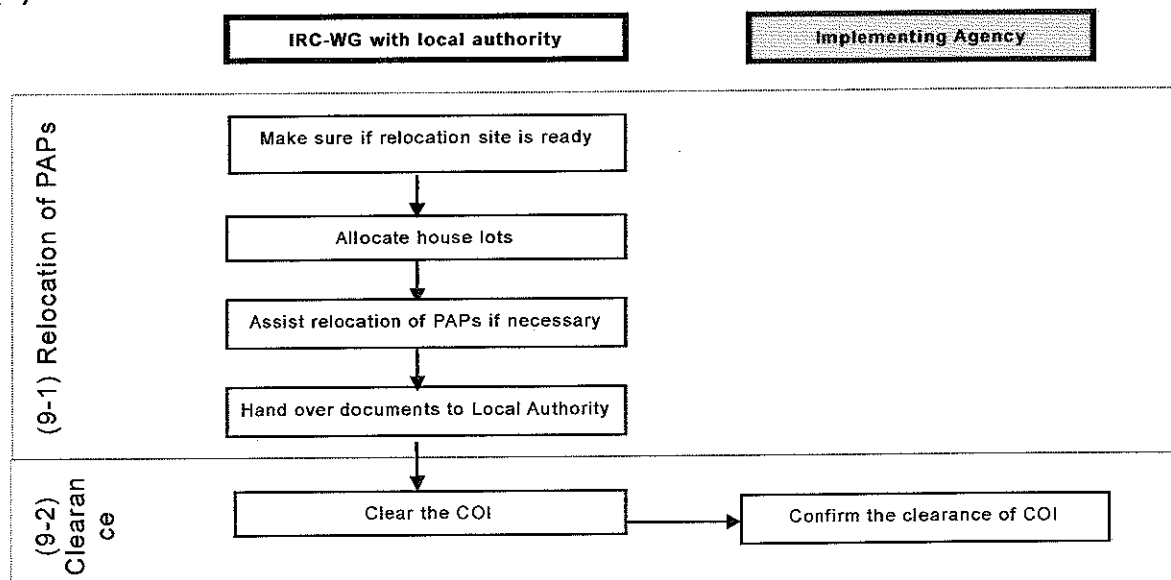 IRC-WG with local authority
Implementing Agency
(9-1) Relocation of PAPs
Make sure if relocation site is ready
Allocate house lots
Assist relocation of PAPs if necessary
Hand over documents to Local Authority
(9-2)
Clearan
ce
Clear the COI
Confirm the clearance of COI